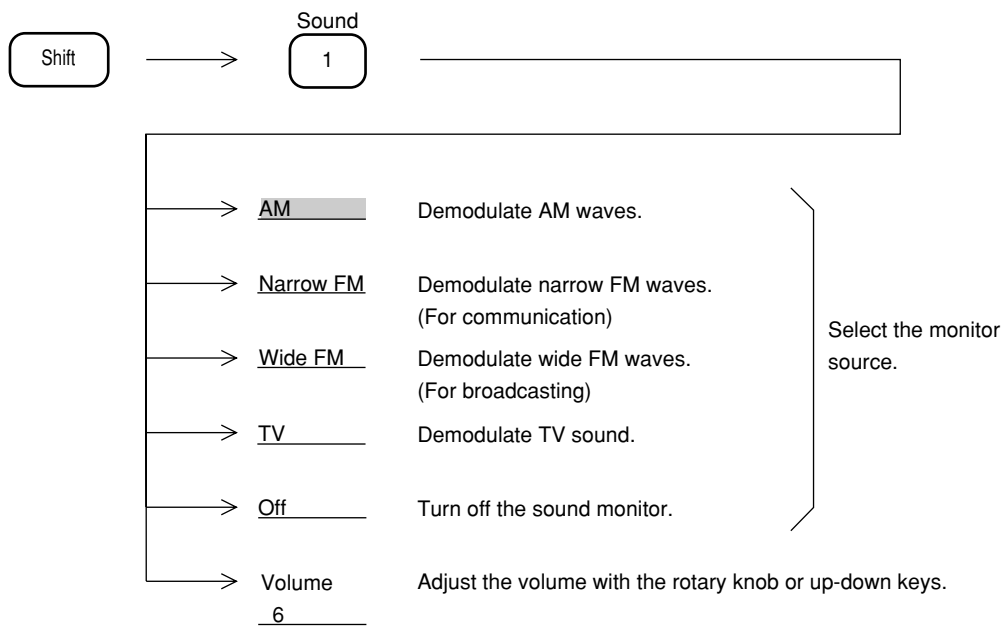 Sound
Shift
1
AM
Demodulate AM waves.
Narrow FM
Demodulate narrow FM waves.
(For communication)
Wide FM
Demodulate wide FM waves.
(For broadcasting)
TV
Demodulate TV sound.
Off
Turn off the sound monitor.
Select the monitor
source.
Volume
6
Adjust the volume with the rotary knob or up-down keys.